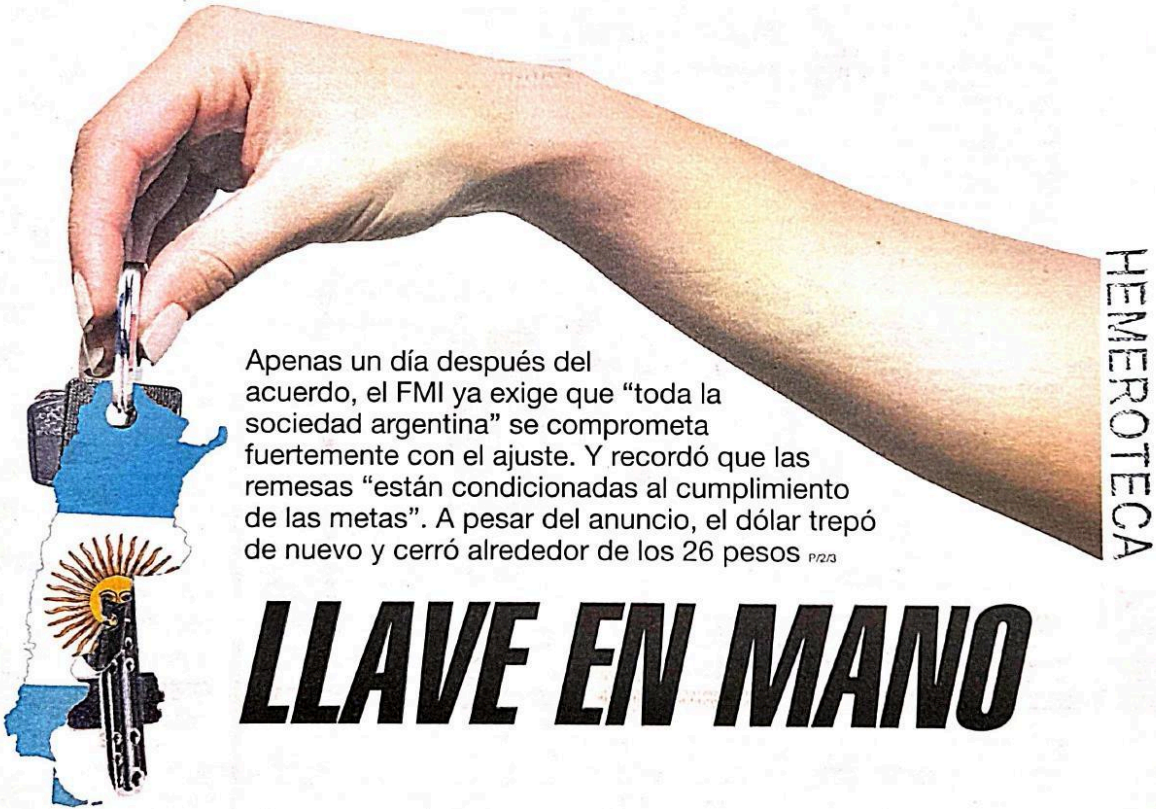 Apenas un día después del
acuerdo, el FMI ya exige que “toda la
sociedad argentina” se comprometa
fuertemente con el ajuste. Y recordó que las
remesas “están condicionadas al cumplimiento
de las metas”. A pesar del anuncio, el dólar trepó
de nuevo y cerró alrededor de los 26 pesos P/2/3
LLAVE EN MANO
HEMEROTECA